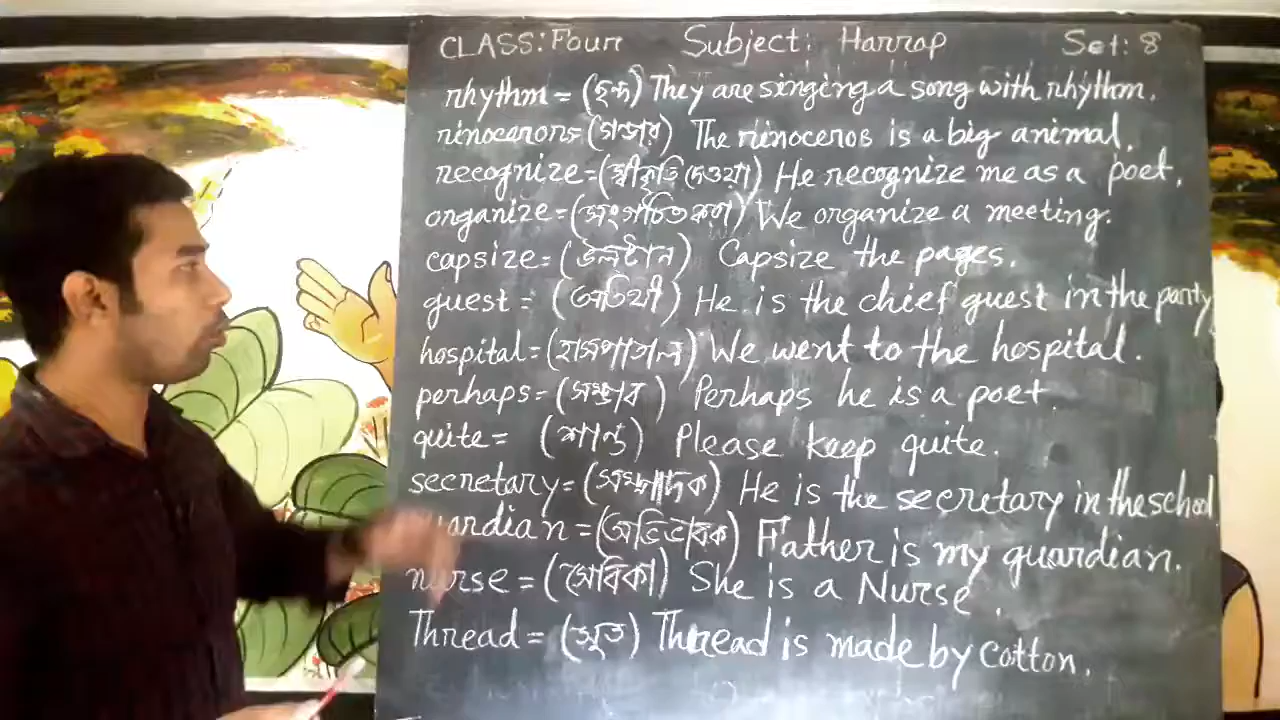 CLASS: Four Subject: Harrap Set: 8
rhythm = (ছন্দ) They are singing a song with rhythm.
rinoceros = (গন্ডার) The rinoceros is a big animal.
recognize = (স্বীকৃতি দেওয়া) He recognize me as a poet.
organize = (সংগঠিত করা) We organize a meeting.
capsize = (উলটান) Capsize the pages.
guest = (অতিথী) He is the chief guest in the party
hospital = (হাসপাতাল) We went to the hospital.
perhaps = (সম্ভাব) Perhaps he is a poet.
quite = (শান্ত) Please keep quite.
secretary = (সম্পাদক) He is the secretary in the school
guardian = (অভিভাবক) Father is my guardian.
nurse = (সেবিকা) She is a Nurse.
Thread = (সুত) Thread is made by cotton.